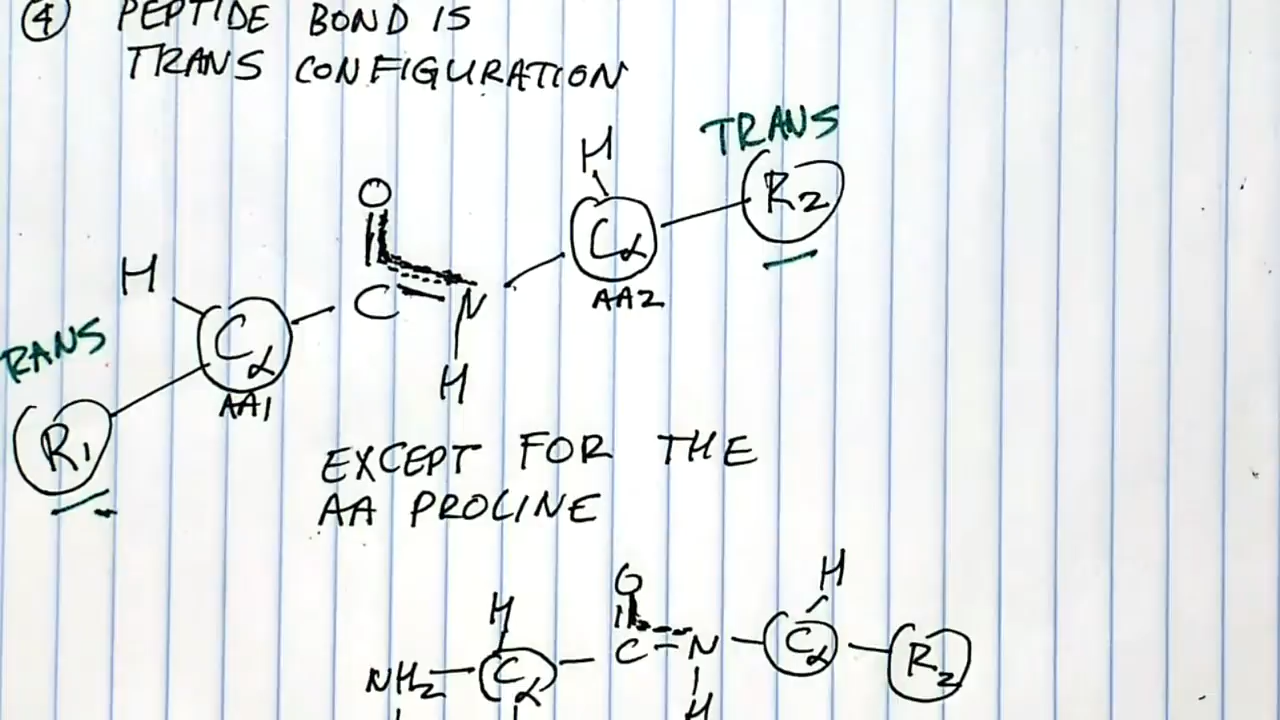 ④ PEPTIDE BOND IS
TRANS CONFIGURATION
TRANS
H
R2
O
Cα
H
AA2
C N
RANS
Cα
H
AA1
R1
EXCEPT FOR THE
AA PROLINE
H
O
H
NH2 Cα C N Cα R2
H